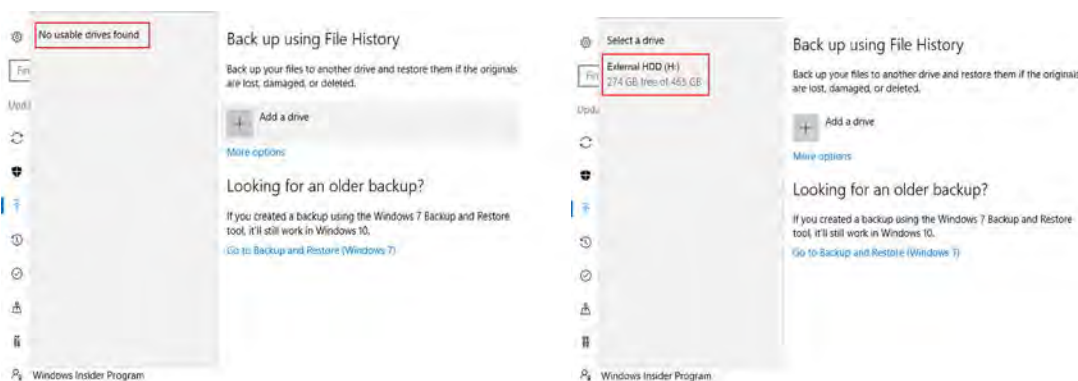 No usable drives found
Fin
Back up using File History
Back up your files to another drive and restore them if the originals
are lost, damaged, or deleted.
Add a drive
More options
Looking for an older backup?
If you created a backup using the Windows 7 Backup and Restore
tool, it'll still work in Windows 10.
Go to Backup and Restore (Windows 7)
Windows Insider Program
Select a drive
External HDD (H:)
274 GB free of 465 GB
Fin
Back up using File History
Back up your files to another drive and restore them if the originals
are lost, damaged, or deleted.
Add a drive
More options
Looking for an older backup?
If you created a backup using the Windows 7 Backup and Restore
tool, it'll still work in Windows 10.
Go to Backup and Restore (Windows 7)
Windows Insider Program